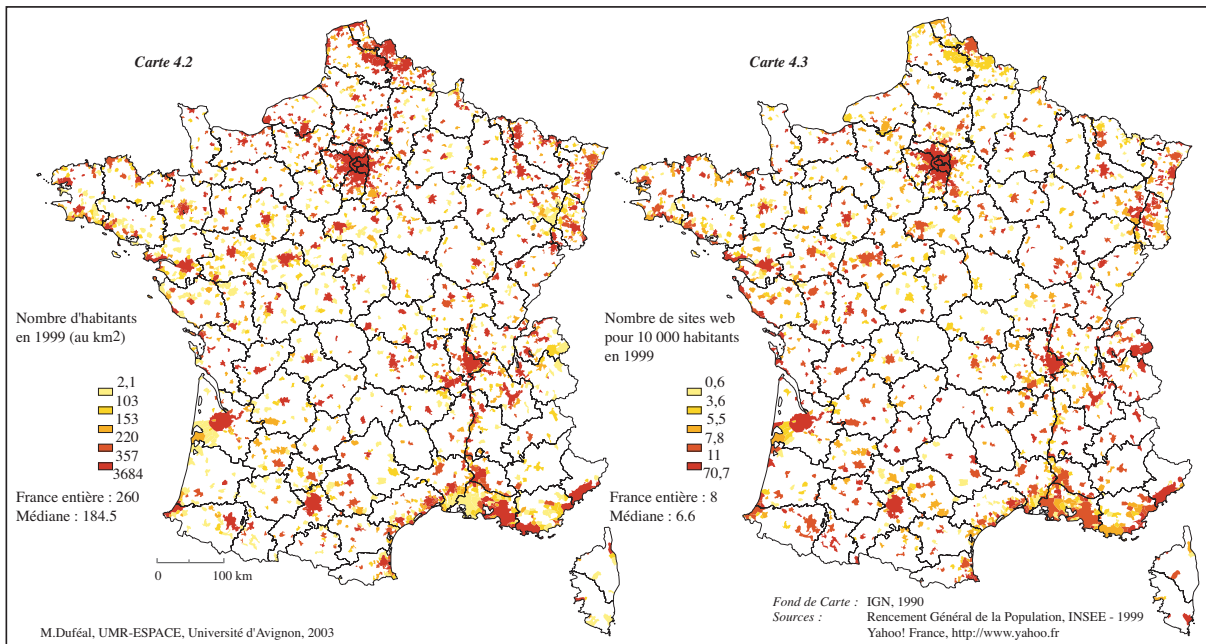 Carte 4.2
Nombre d'habitants
en 1999 (au km2)
2,1
103
153
220
357
3684
France entière : 260
Médiane : 184.5
0 100 km
M.Duféal, UMR-ESPACE, Université d'Avignon, 2003
Carte 4.3
Nombre de sites web
pour 10 000 habitants
en 1999
0,6
3,6
5,5
7,8
11
70,7
France entière : 8
Médiane : 6.6
Fond de Carte : IGN, 1990
Sources : Rencement Général de la Population, INSEE - 1999
Yahoo! France, http://www.yahoo.fr